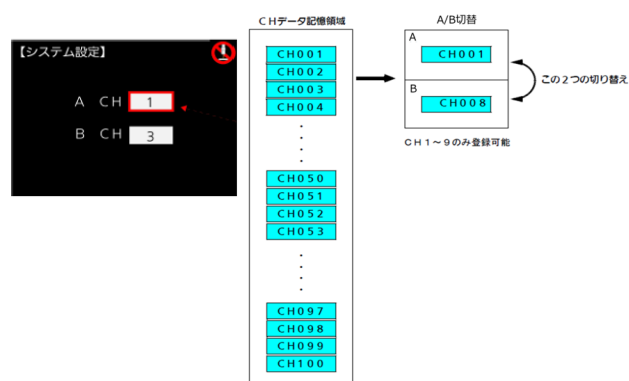 【システム設定】
A CH 1
B CH 3
CHデータ記憶領域
CH001
CH002
CH003
CH004
CH050
CH051
CH052
CH053
CH097
CH098
CH099
CH100
A/B切替
A
CH001
B
CH008
この2つの切り替え
CH1～9のみ登録可能